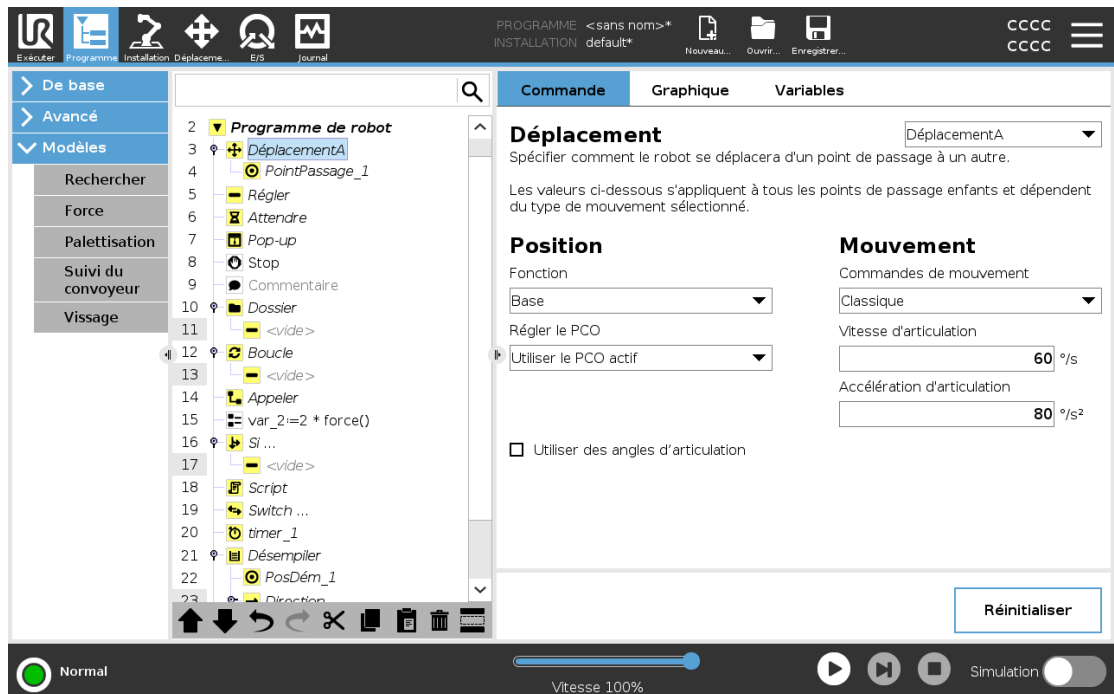 PROGRAMME <sans nom>*
INSTALLATION default*
CCCC
CCCC
Exécuter Programme Installation Déplaceme... E/S Journal
Nouveau... Ouvrir... Enregistrer...
De base
Avancé
Modèles
Rechercher
Force
Palettisation
Suivi du
convoyeur
Vissage
2 Programme de robot
3 DéplacementA
4 PointPassage_1
5 Régler
6 Attendre
7 Pop-up
8 Stop
9 Commentaire
10 Dossier
11 <vide>
12 Boucle
13 <vide>
14 Appeler
15 var_2:=2 * force()
16 Si ...
17 <vide>
18 Script
19 Switch ...
20 timer_1
21 Désempiler
22 PosDém_1
23 Direction
Commande Graphique Variables
Déplacement
DéplacementA
Spécifier comment le robot se déplacera d'un point de passage à un autre.
Les valeurs ci-dessous s'appliquent à tous les points de passage enfants et dépendent
du type de mouvement sélectionné.
Position
Fonction
Base
Régler le PCO
Utiliser le PCO actif
Utiliser des angles d'articulation
Mouvement
Commandes de mouvement
Classique
Vitesse d'articulation
60 °/s
Accélération d'articulation
80 °/s²
Réinitialiser
Normal
Vitesse 100%
Simulation